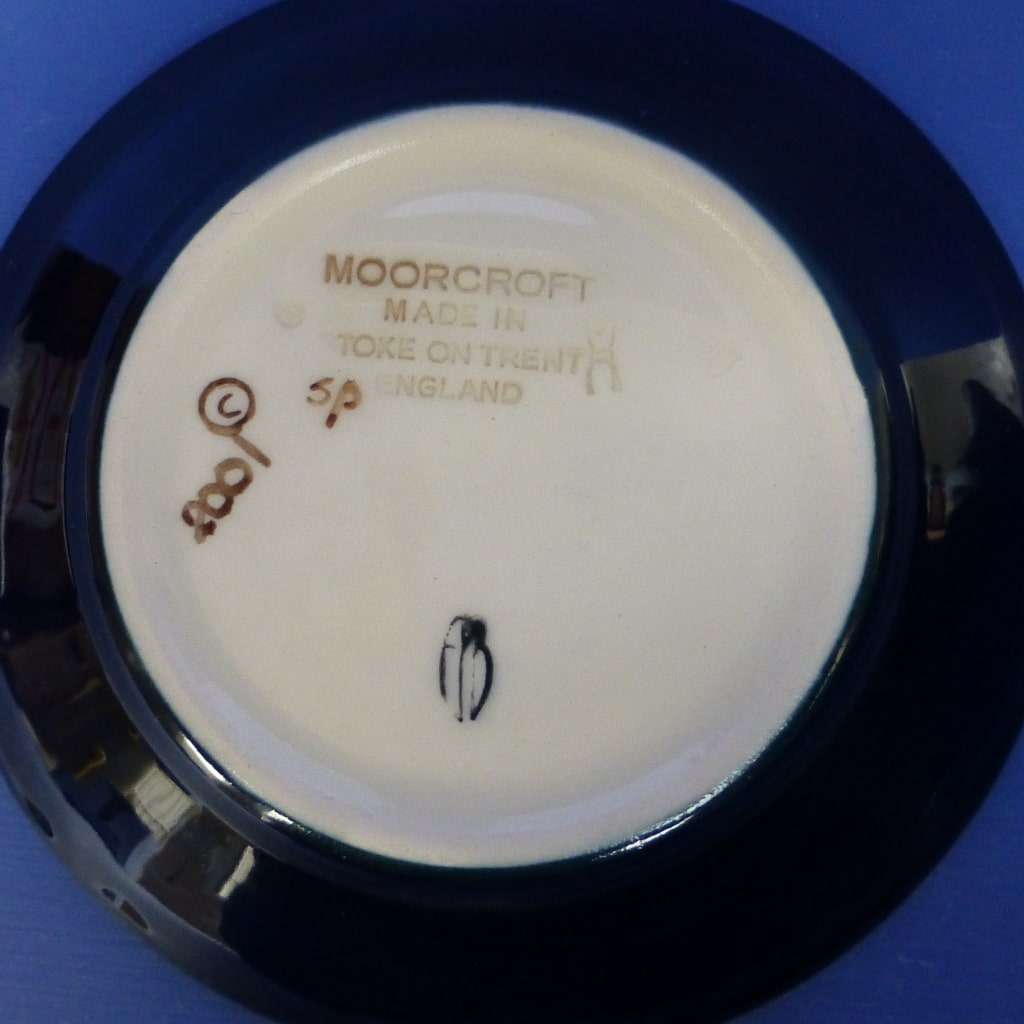 MOORCROFT
MADE IN
TOKE ON TRENT
ENGLAND
SP
©
2001